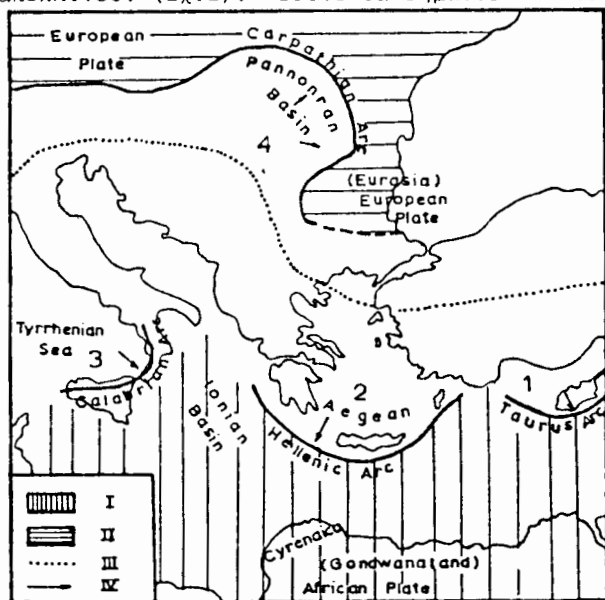 European
Plate
Carpathian Arc
Pannonran
Basin
4
(Eurasia)
European
Plate
Tyrrhenian
Sea
3
Calabrian Arc
Ionian
Basin
2
Aegean
Hellenic Arc
1
Taurus Arc
Cyrenaika
(Gondwanaland)
African Plate
I
II
III
IV